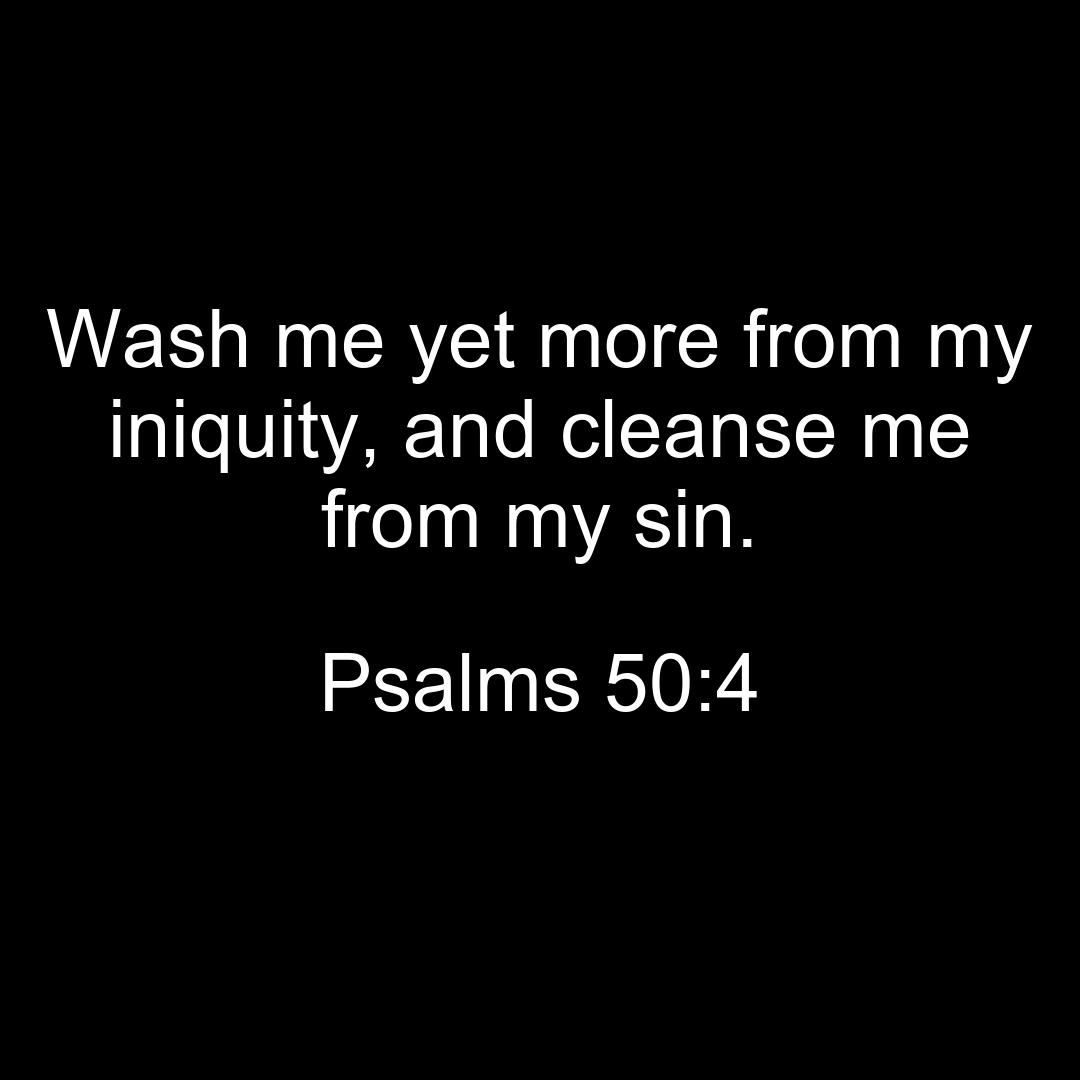 Wash me yet more from my
iniquity, and cleanse me
from my sin.
Psalms 50:4